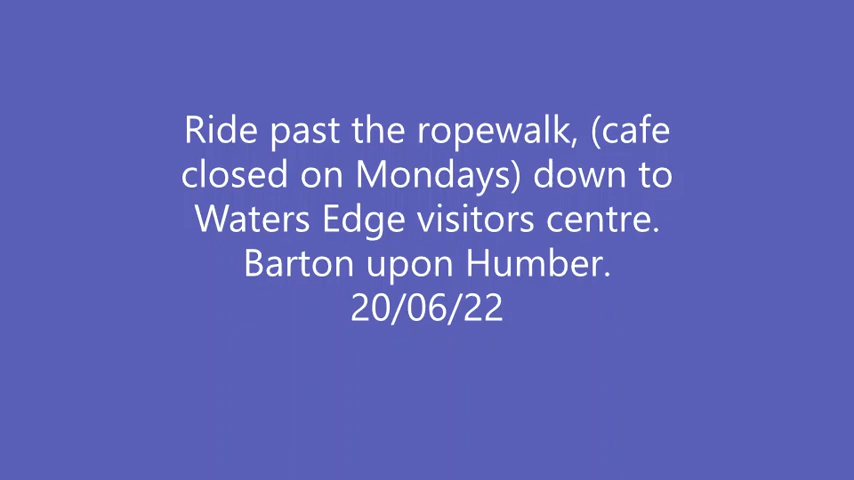 Ride past the ropewalk, (cafe
closed on Mondays) down to
Waters Edge visitors centre.
Barton upon Humber.
20/06/22